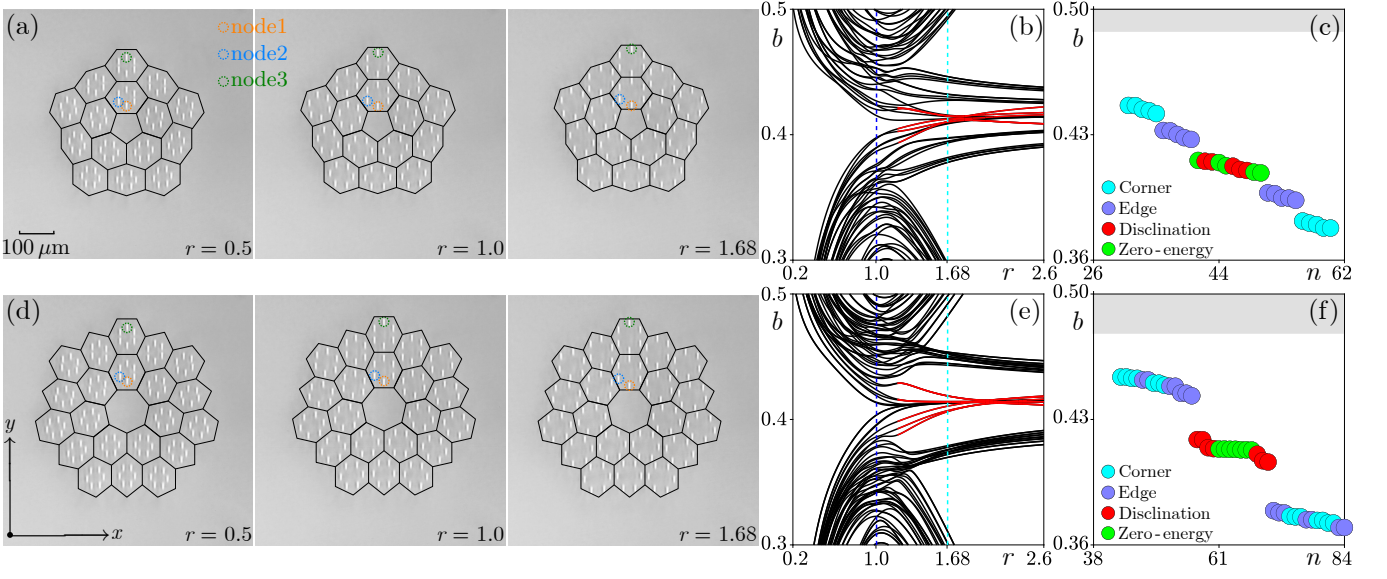 (a)
node1
node2
node3
100 μm
r = 0.5
r = 1.0
r = 1.68
(b)
b
0.5
0.4
0.3
0.2
1.0
1.68
r
2.6
(c)
b
0.50
0.43
0.36
Corner
Edge
Disclination
Zero-energy
26
44
n
62
(d)
y
x
r = 0.5
r = 1.0
r = 1.68
(e)
b
0.5
0.4
0.3
0.2
1.0
1.68
r
2.6
(f)
b
0.50
0.43
0.36
Corner
Edge
Disclination
Zero-energy
38
61
n
84